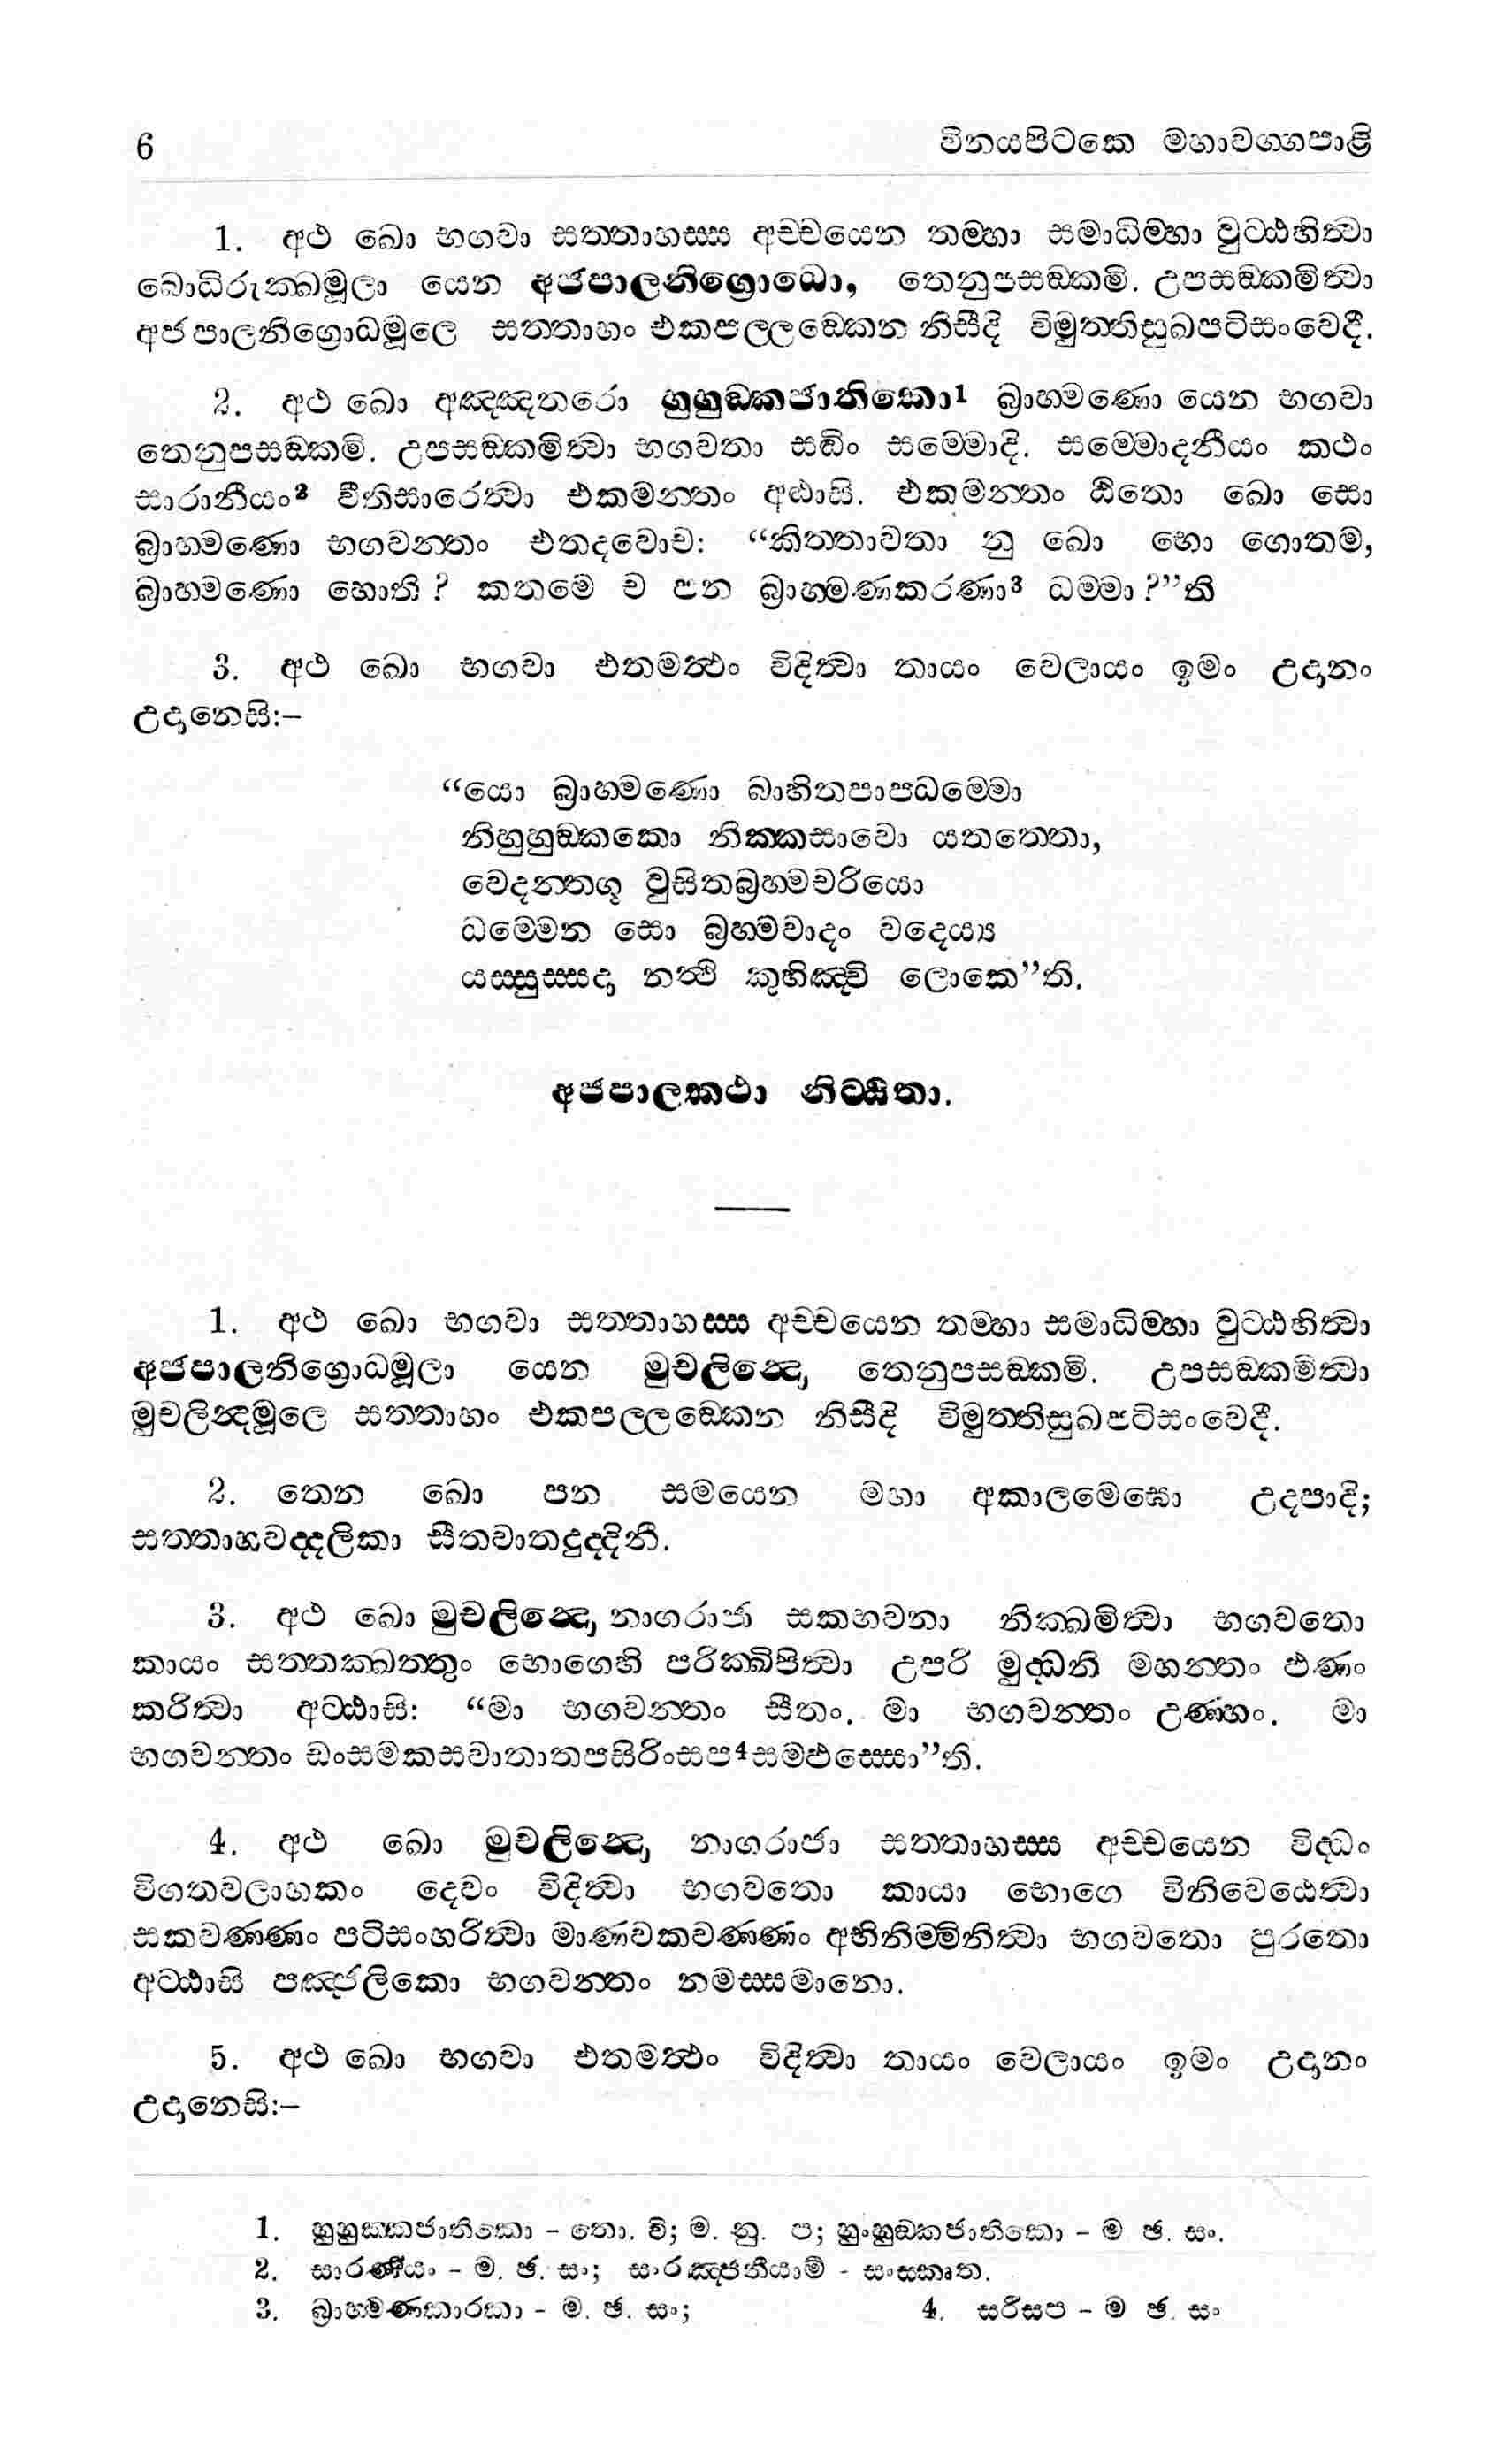 6 විනයපිටකෙ මහාවග්ගපාළි
1. අථ ඛො භගවා සත්තාහස්ස අච්චයෙන තම්හා සමාධිම්හා වුට්ඨහිත්වා
බොධිරුක්ඛමූලා යෙන අජපාලනිග්‍රොධො, තෙනුපසඞ්කමි. උපසඞ්කමිත්වා
අජපාලනිග්‍රොධමූලෙ සත්තාහං එකපල්ලඞ්කෙන නිසීදි විමුත්තිසුඛපටිසංවෙදී.
2. අථ ඛො අඤ්ඤතරො හුහුඞ්කජාතිකො1 බ්‍රාහ්මණො යෙන භගවා
තෙනුපසඞ්කමි. උපසඞ්කමිත්වා භගවතා සද්ධිං සම්මොදි. සම්මොදනීයං කථං
සාරාණීයං2 වීතිසාරෙත්වා එකමන්තං අට්ඨාසි. එකමන්තං ඨිතො ඛො සො
බ්‍රාහ්මණො භගවන්තං එතදවොච: “කිත්තාවතා නු ඛො භො ගොතම,
බ්‍රාහ්මණො හොති ? කතමෙ ච පන බ්‍රාහ්මණකරණා3 ධම්මා ?”ති
3. අථ ඛො භගවා එතමත්ථං විදිත්වා තායං වෙලායං ඉමං උදානං
උදානෙසි:–
“යො බ්‍රාහ්මණො බාහිතපාපධම්මො
නිහුහුඞ්කකො නික්කසාවො යතත්තො,
වෙදන්තගූ වුසිතබ්‍රහ්මචරියො
ධම්මෙන සො බ්‍රහ්මවාදං වදෙය්‍ය
යස්සුස්සදා නත්ථි කුහිඤ්චි ලොකෙ”ති.
අජපාලකථා නිට්ඨිතා.
1. අථ ඛො භගවා සත්තාහස්ස අච්චයෙන තම්හා සමාධිම්හා වුට්ඨහිත්වා
අජපාලනිග්‍රොධමූලා යෙන මුචලින්දො, තෙනුපසඞ්කමි. උපසඞ්කමිත්වා
මුචලින්දමූලෙ සත්තාහං එකපල්ලඞ්කෙන නිසීදි විමුත්තිසුඛපටිසංවෙදී.
2. තෙන ඛො පන සමයෙන මහා අකාලමෙඝො උදපාදි;
සත්තාහවද්දලිකා සීතවාතදුද්දිනී.
3. අථ ඛො මුචලින්දො නාගරාජා සකභවනා නික්ඛමිත්වා භගවතො
කායං සත්තක්ඛත්තුං භොගෙහි පරික්ඛිපිත්වා උපරි මුද්ධනි මහන්තං ඵණං
කරිත්වා අට්ඨාසි: “මා භගවන්තං සීතං. මා භගවන්තං උණ්හං. මා
භගවන්තං ඩංසමකසවාතාතපසිරිංසප4සම්ඵස්සො”ති.
4. අථ ඛො මුචලින්දො නාගරාජා සත්තාහස්ස අච්චයෙන විද්ධං
විගතවලාහකං දෙවං විදිත්වා භගවතො කායා භොගෙ විනිවෙඨෙත්වා
සකවණ්ණං පටිසංහරිත්වා මාණවකවණ්ණං අභිනිම්මිනිත්වා භගවතො පුරතො
අට්ඨාසි පඤ්ජලිකො භගවන්තං නමස්සමානො.
5. අථ ඛො භගවා එතමත්ථං විදිත්වා තායං වෙලායං ඉමං උදානං
උදානෙසි:–
1. හුහුක්කජාතිකො – තො. වි; ම. නු. ප; හුංහුඞ්කජාතිකො – ම ඡ. සං.
2. සාරණීයං – ම. ඡ. සං; සංරඤ්ජනීයාම් - සංස්කෘත.
3. බ්‍රාහ්මණකාරකා – ම. ඡ. සං; 4. සරීසප – ම ඡ. සං